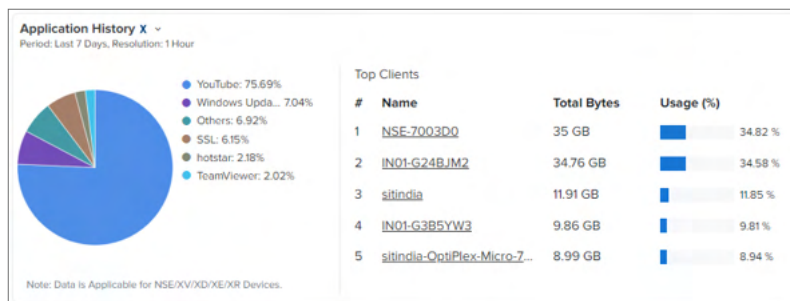 Application History X
Period: Last 7 Days, Resolution: 1 Hour
YouTube: 75.69%
Windows Upda... 7.04%
Others: 6.92%
SSL: 6.15%
hotstar: 2.18%
TeamViewer: 2.02%
Note: Data is Applicable for NSE/XV/XD/XE/XR Devices.
Top Clients
# Name Total Bytes Usage (%)
1 NSE-7003D0 35 GB 34.82 %
2 IN01-G24BJM2 34.76 GB 34.58 %
3 sitindia 11.91 GB 11.85 %
4 IN01-G3B5YW3 9.86 GB 9.81 %
5 sitindia-OptiPlex-Micro-7... 8.99 GB 8.94 %